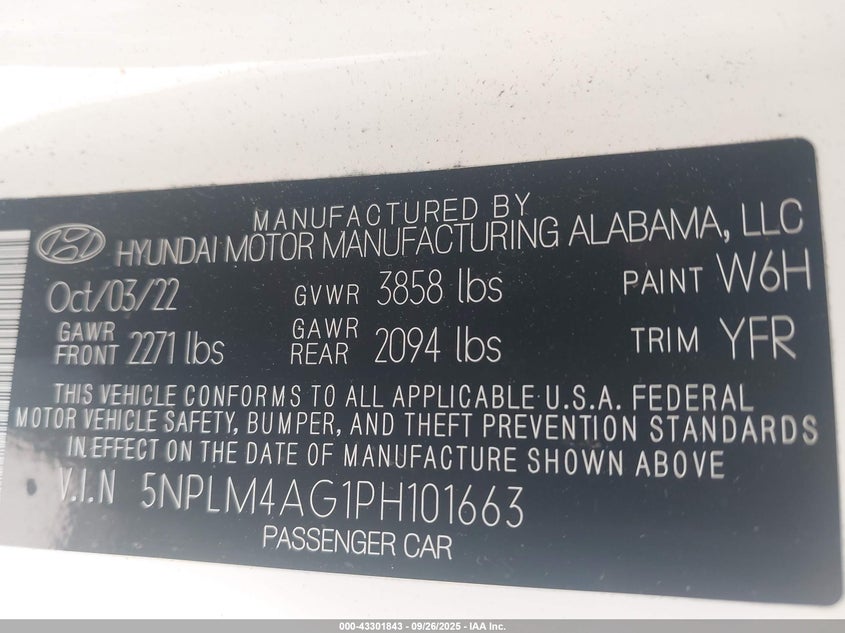 MANUFACTURED BY
HYUNDAI MOTOR MANUFACTURING ALABAMA, LLC
Oct/03/22 GVWR 3858 lbs PAINT W6H
GAWR FRONT 2271 lbs GAWR REAR 2094 lbs TRIM YFR
THIS VEHICLE CONFORMS TO ALL APPLICABLE U.S.A. FEDERAL
MOTOR VEHICLE SAFETY, BUMPER, AND THEFT PREVENTION STANDARDS
IN EFFECT ON THE DATE OF MANUFACTURE SHOWN ABOVE
V.I.N 5NPLM4AG1PH101663
PASSENGER CAR
000-43301843 - 09/26/2025 - IAA Inc.